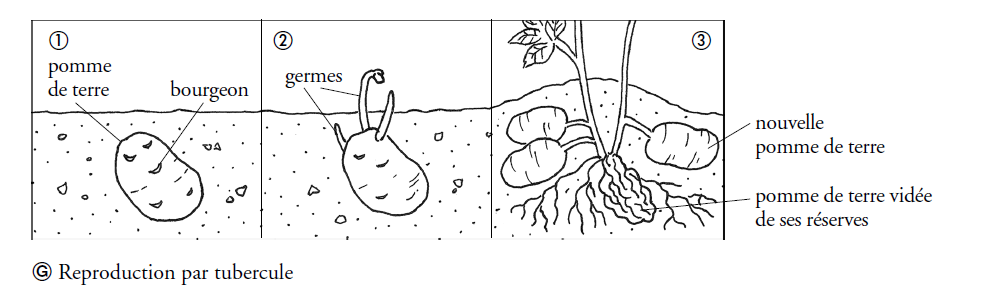 ①
pomme
de terre
bourgeon
②
germes
③
nouvelle
pomme de terre
pomme de terre vidée
de ses réserves
Ⓖ Reproduction par tubercule